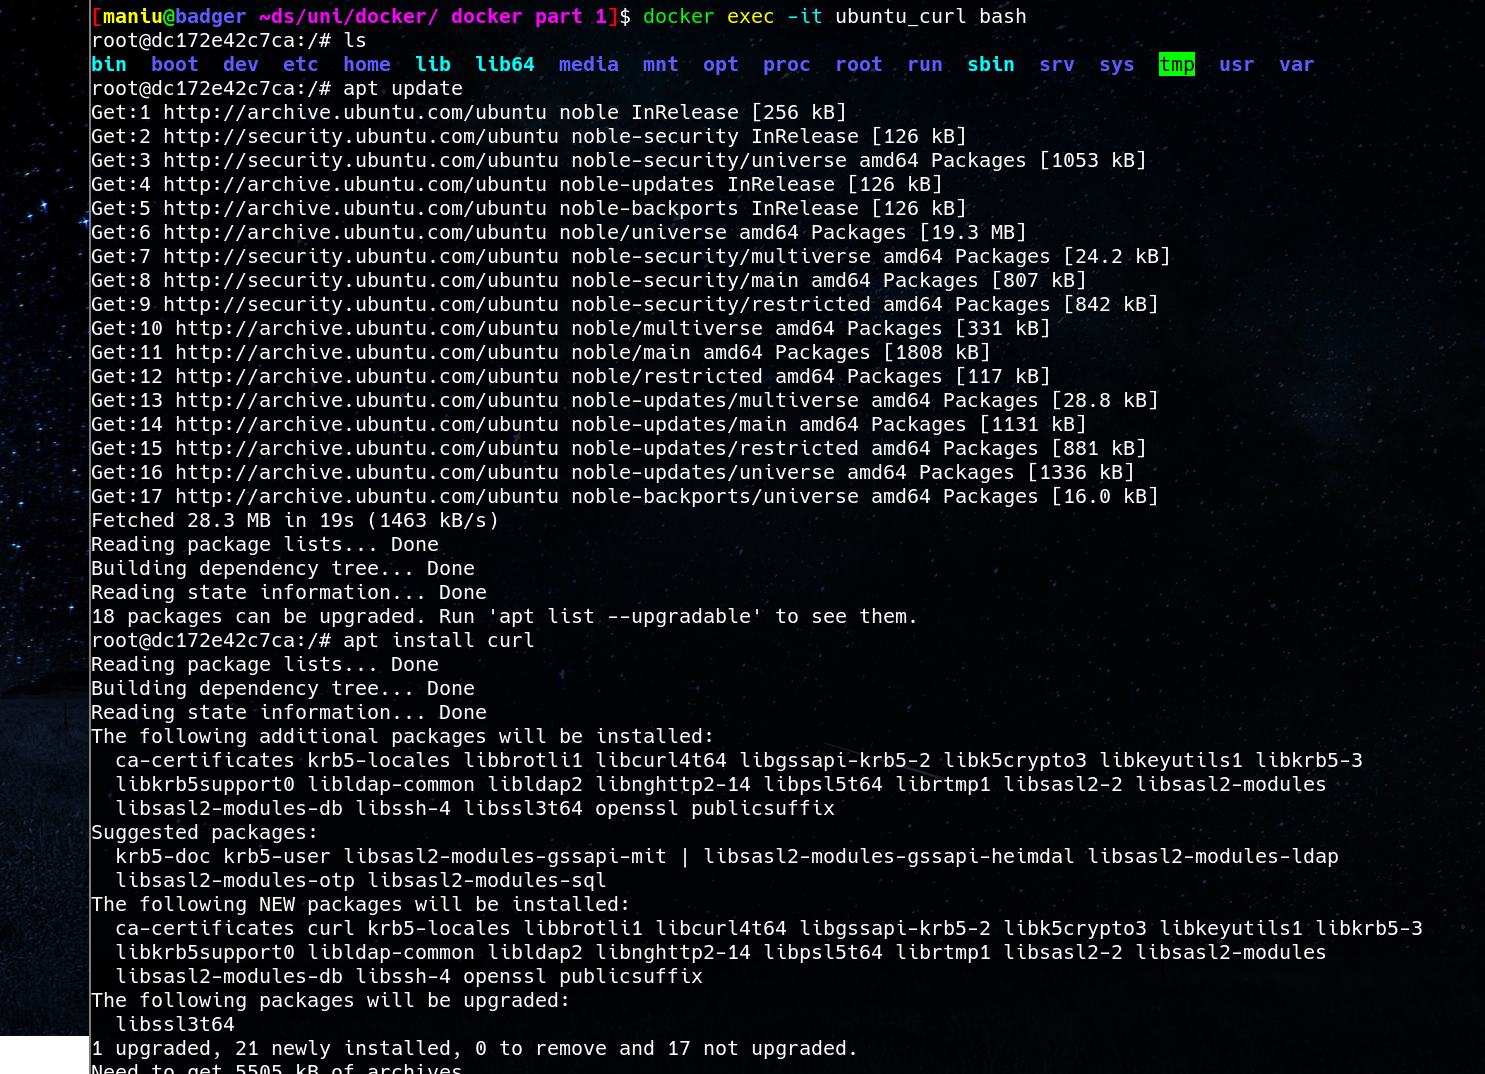 [maniu@badger ~ds/uni/docker/ docker part 1]$ docker exec -it ubuntu_curl bash
root@dc172e42c7ca:/# ls
bin  boot  dev  etc  home  lib  lib64  media  mnt  opt  proc  root  run  sbin  srv  sys  tmp  usr  var
root@dc172e42c7ca:/# apt update
Get:1 http://archive.ubuntu.com/ubuntu noble InRelease [256 kB]
Get:2 http://security.ubuntu.com/ubuntu noble-security InRelease [126 kB]
Get:3 http://security.ubuntu.com/ubuntu noble-security/universe amd64 Packages [1053 kB]
Get:4 http://archive.ubuntu.com/ubuntu noble-updates InRelease [126 kB]
Get:5 http://archive.ubuntu.com/ubuntu noble-backports InRelease [126 kB]
Get:6 http://archive.ubuntu.com/ubuntu noble/universe amd64 Packages [19.3 MB]
Get:7 http://security.ubuntu.com/ubuntu noble-security/multiverse amd64 Packages [24.2 kB]
Get:8 http://security.ubuntu.com/ubuntu noble-security/main amd64 Packages [807 kB]
Get:9 http://security.ubuntu.com/ubuntu noble-security/restricted amd64 Packages [842 kB]
Get:10 http://archive.ubuntu.com/ubuntu noble/multiverse amd64 Packages [331 kB]
Get:11 http://archive.ubuntu.com/ubuntu noble/main amd64 Packages [1808 kB]
Get:12 http://archive.ubuntu.com/ubuntu noble/restricted amd64 Packages [117 kB]
Get:13 http://archive.ubuntu.com/ubuntu noble-updates/multiverse amd64 Packages [28.8 kB]
Get:14 http://archive.ubuntu.com/ubuntu noble-updates/main amd64 Packages [1131 kB]
Get:15 http://archive.ubuntu.com/ubuntu noble-updates/restricted amd64 Packages [881 kB]
Get:16 http://archive.ubuntu.com/ubuntu noble-updates/universe amd64 Packages [1336 kB]
Get:17 http://archive.ubuntu.com/ubuntu noble-backports/universe amd64 Packages [16.0 kB]
Fetched 28.3 MB in 19s (1463 kB/s)
Reading package lists... Done
Building dependency tree... Done
Reading state information... Done
18 packages can be upgraded. Run 'apt list --upgradable' to see them.
root@dc172e42c7ca:/# apt install curl
Reading package lists... Done
Building dependency tree... Done
Reading state information... Done
The following additional packages will be installed:
  ca-certificates krb5-locales libbrotli1 libcurl4t64 libgssapi-krb5-2 libk5crypto3 libkeyutils1 libkrb5-3
  libkrb5support0 libldap-common libldap2 libnghttp2-14 libpsl5t64 librtmp1 libsasl2-2 libsasl2-modules
  libsasl2-modules-db libssh-4 libssl3t64 openssl publicsuffix
Suggested packages:
  krb5-doc krb5-user libsasl2-modules-gssapi-mit | libsasl2-modules-gssapi-heimdal libsasl2-modules-ldap
  libsasl2-modules-otp libsasl2-modules-sql
The following NEW packages will be installed:
  ca-certificates curl krb5-locales libbrotli1 libcurl4t64 libgssapi-krb5-2 libk5crypto3 libkeyutils1 libkrb5-3
  libkrb5support0 libldap-common libldap2 libnghttp2-14 libpsl5t64 librtmp1 libsasl2-2 libsasl2-modules
  libsasl2-modules-db libssh-4 openssl publicsuffix
The following packages will be upgraded:
  libssl3t64
1 upgraded, 21 newly installed, 0 to remove and 17 not upgraded.
Need to get 5505 kB of archives